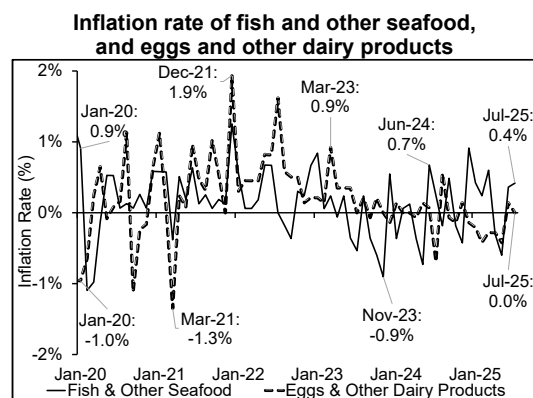 Inflation rate of fish and other seafood,
and eggs and other dairy products
2%
1%
0%
-1%
-2%
Inflation Rate (%)
Jan-20:
0.9%
Dec-21:
1.9%
Mar-23:
0.9%
Jun-24:
0.7%
Jul-25:
0.4%
Jan-20:
-1.0%
Mar-21:
-1.3%
Nov-23:
-0.9%
Jul-25:
0.0%
Jan-20 Jan-21 Jan-22 Jan-23 Jan-24 Jan-25
Fish & Other Seafood Eggs & Other Dairy Products